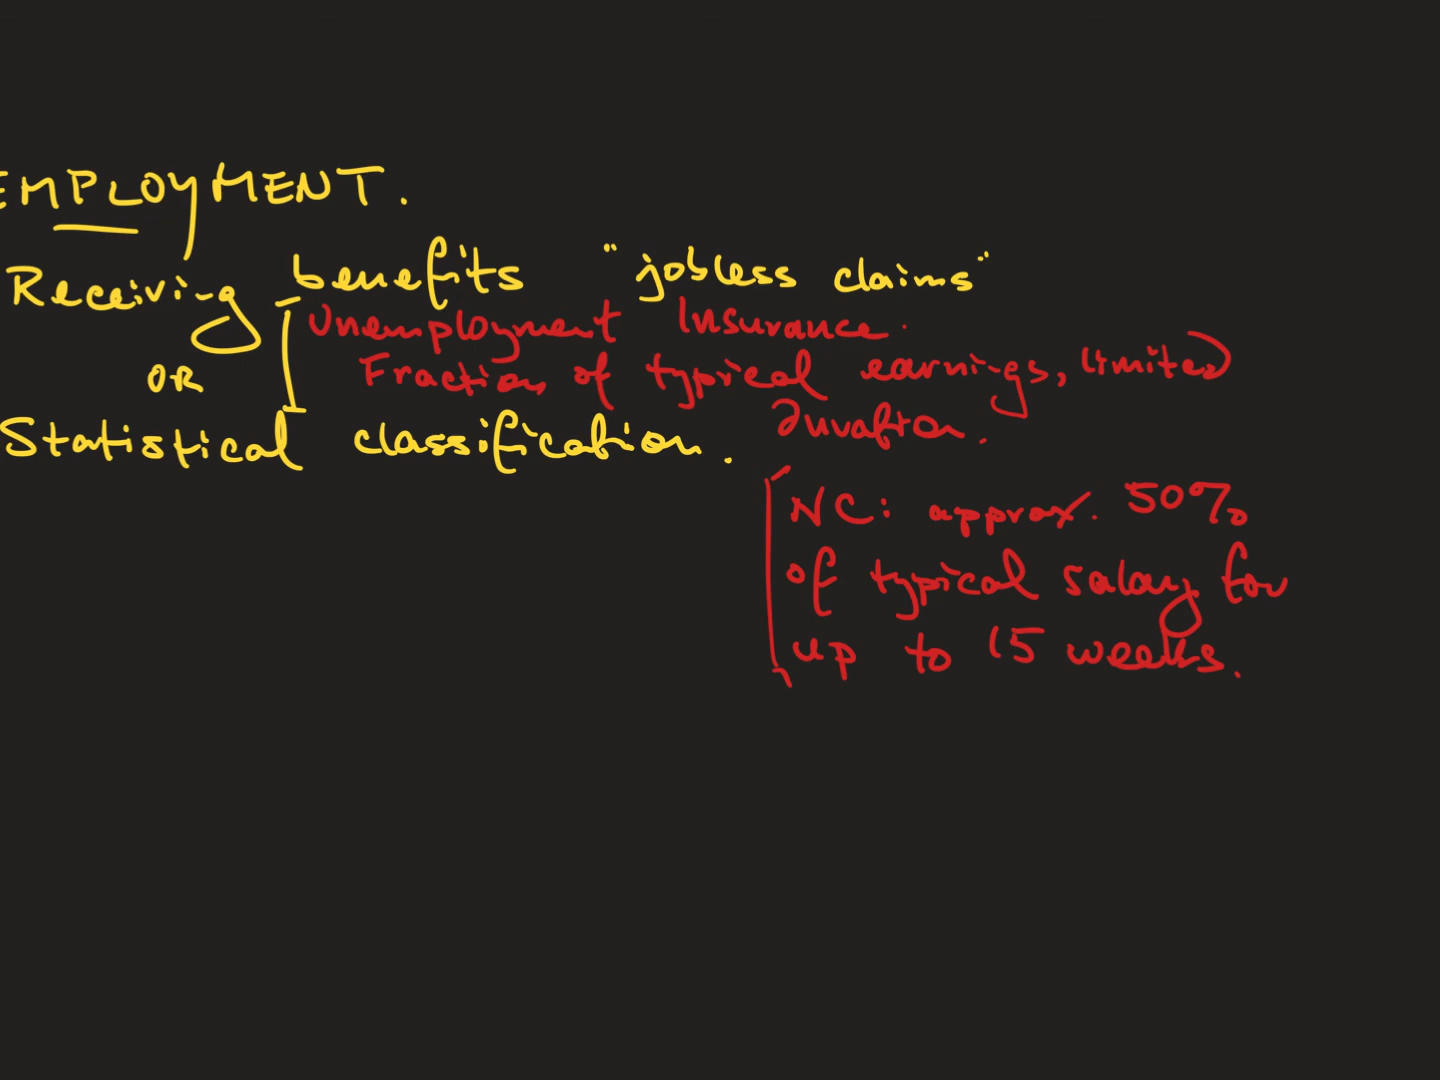 EMPLOYMENT.
Receiving benefits "jobless claims"
Unemployment Insurance.
OR Fraction of typical earnings, limited
duration.
Statistical classification.
NC: approx. 50%
of typical salary for
up to 15 weeks.